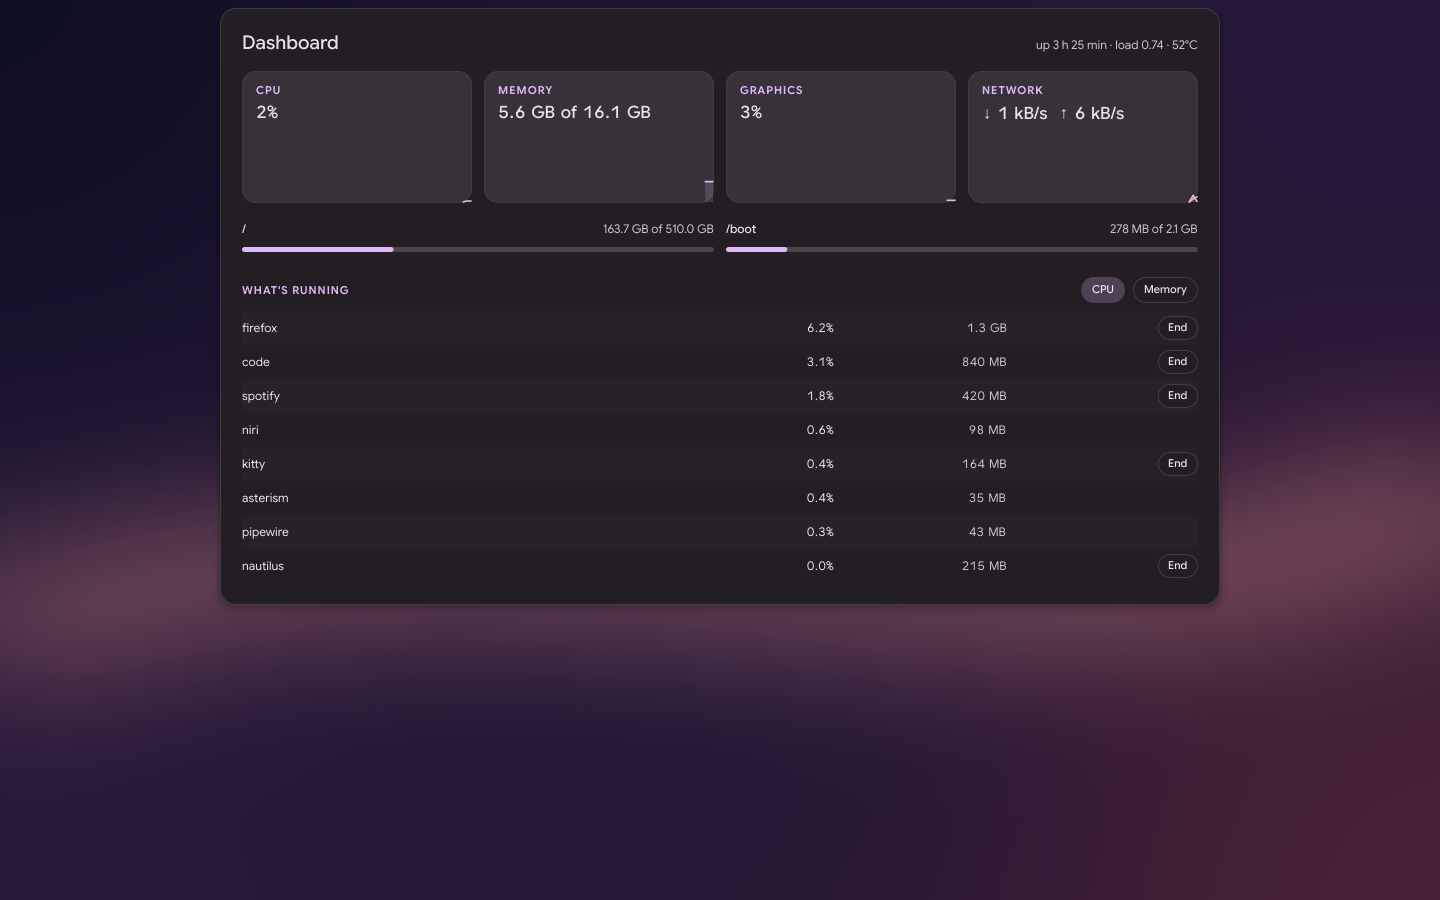 Dashboard
up 3 h 25 min · load 0.74 · 52°C
CPU
2%
MEMORY
5.6 GB of 16.1 GB
GRAPHICS
3%
NETWORK
↓ 1 kB/s ↑ 6 kB/s
/ 163.7 GB of 510.0 GB
/boot 278 MB of 2.1 GB
WHAT'S RUNNING
CPU Memory
firefox 6.2% 1.3 GB End
code 3.1% 840 MB End
spotify 1.8% 420 MB End
niri 0.6% 98 MB
kitty 0.4% 164 MB End
asterism 0.4% 35 MB
pipewire 0.3% 43 MB
nautilus 0.0% 215 MB End